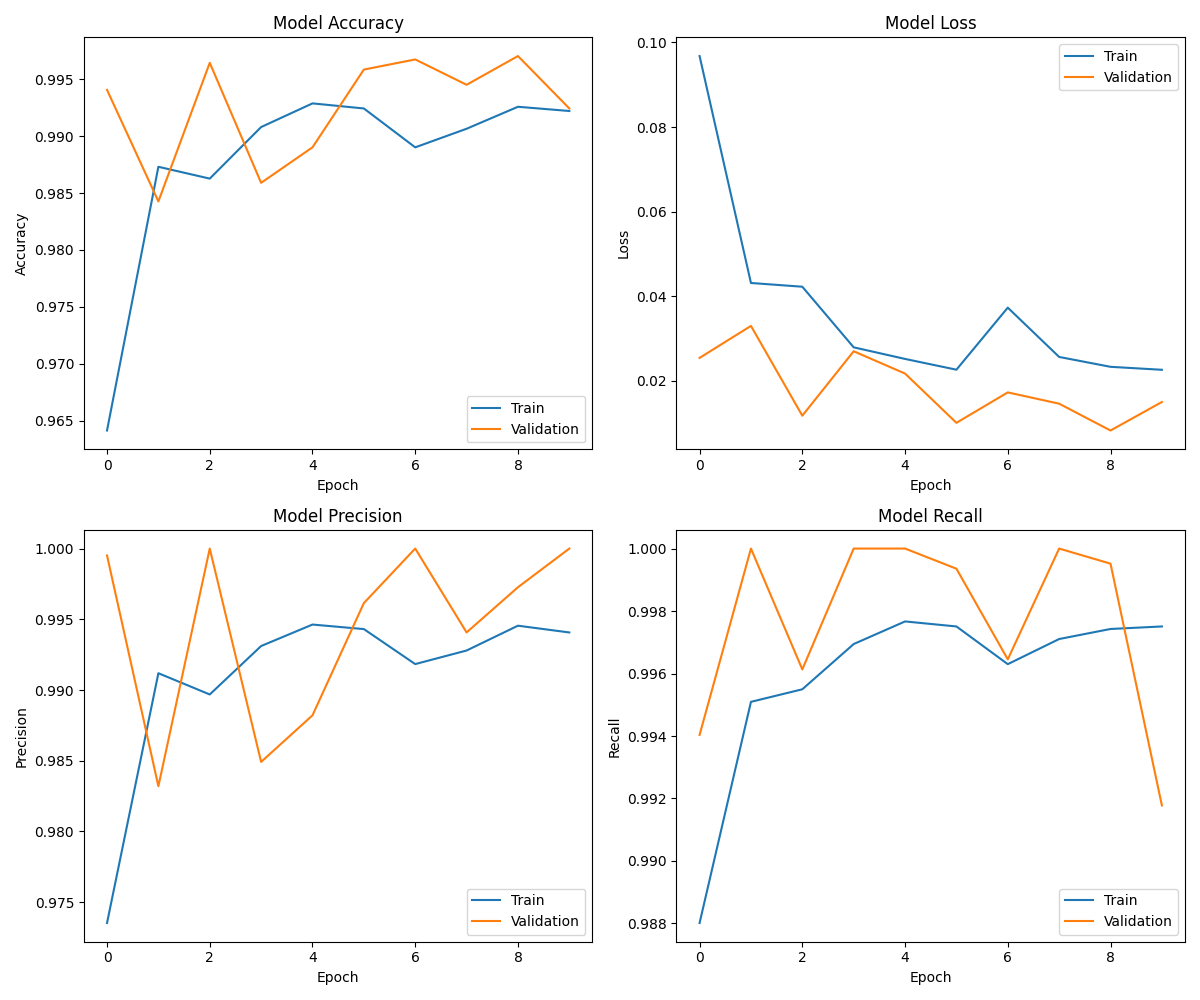 Model Accuracy
Accuracy
0.995
0.990
0.985
0.980
0.975
0.970
0.965
0 2 4 6 8
Epoch
Train
Validation
Model Loss
Loss
0.10
0.08
0.06
0.04
0.02
0 2 4 6 8
Epoch
Train
Validation
Model Precision
Precision
1.000
0.995
0.990
0.985
0.980
0.975
0 2 4 6 8
Epoch
Train
Validation
Model Recall
Recall
1.000
0.998
0.996
0.994
0.992
0.990
0.988
0 2 4 6 8
Epoch
Train
Validation